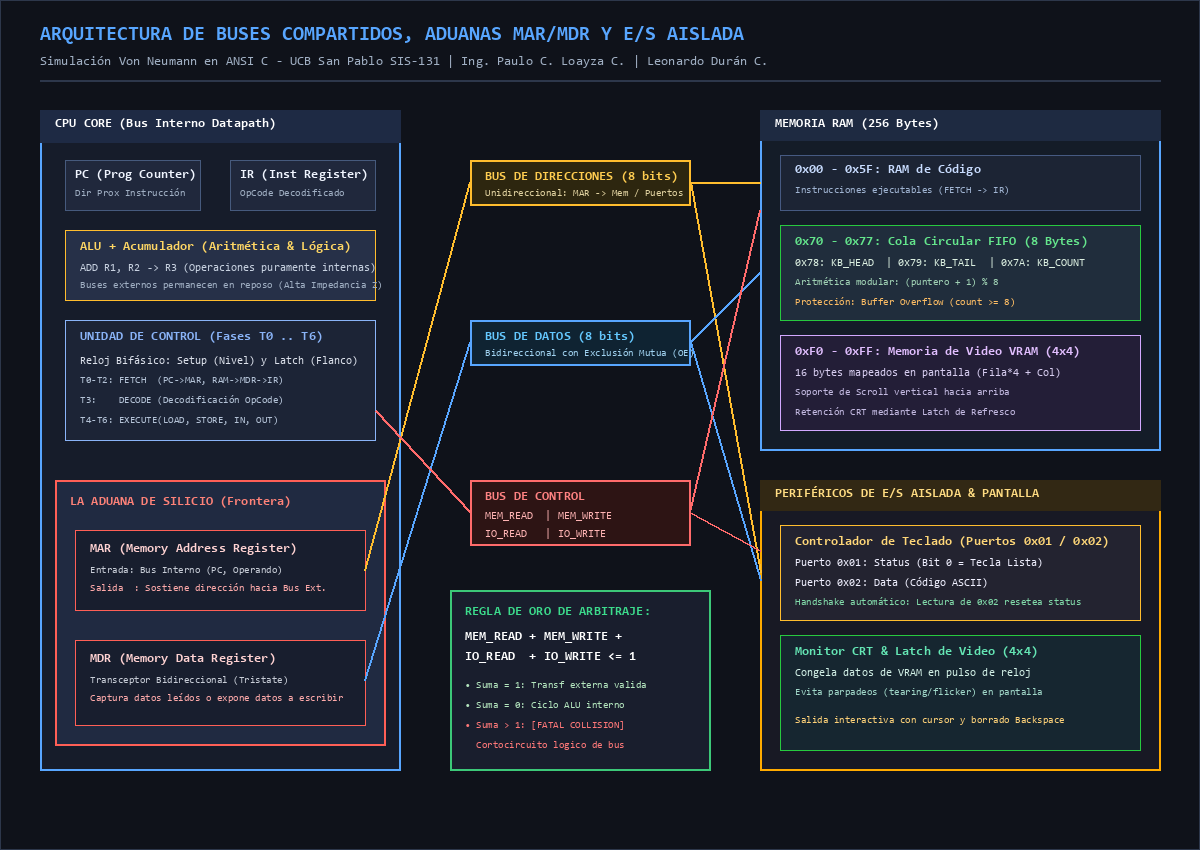 ARQUITECTURA DE BUSES COMPARTIDOS, ADUANAS MAR/MDR Y E/S AISLADA
Simulación Von Neumann en ANSI C - UCB San Pablo SIS-131 | Ing. Paulo C. Loayza C. | Leonardo Durán C.
CPU CORE (Bus Interno Datapath)
PC (Prog Counter)
Dir Prox Instrucción
IR (Inst Register)
OpCode Decodificado
ALU + Acumulador (Aritmética & Lógica)
ADD R1, R2 -> R3 (Operaciones puramente internas)
Buses externos permanecen en reposo (Alta Impedancia Z)
UNIDAD DE CONTROL (Fases T0 .. T6)
Reloj Bifásico: Setup (Nivel) y Latch (Flanco)
T0-T2: FETCH (PC->MAR, RAM->MDR->IR)
T3: DECODE (Decodificación OpCode)
T4-T6: EXECUTE(LOAD, STORE, IN, OUT)
LA ADUANA DE SILICIO (Frontera)
MAR (Memory Address Register)
Entrada: Bus Interno (PC, Operando)
Salida : Sostiene dirección hacia Bus Ext.
MDR (Memory Data Register)
Transceptor Bidireccional (Tristate)
Captura datos leídos o expone datos a escribir
BUS DE DIRECCIONES (8 bits)
Unidireccional: MAR -> Mem / Puertos
BUS DE DATOS (8 bits)
Bidireccional con Exclusión Mutua (OE)
BUS DE CONTROL
MEM_READ | MEM_WRITE
IO_READ | IO_WRITE
REGLA DE ORO DE ARBITRAJE:
MEM_READ + MEM_WRITE +
IO_READ + IO_WRITE <= 1
• Suma = 1: Transf externa valida
• Suma = 0: Ciclo ALU interno
• Suma > 1: [FATAL COLLISION]
Cortocircuito logico de bus
MEMORIA RAM (256 Bytes)
0x00 - 0x5F: RAM de Código
Instrucciones ejecutables (FETCH -> IR)
0x70 - 0x77: Cola Circular FIFO (8 Bytes)
0x78: KB_HEAD | 0x79: KB_TAIL | 0x7A: KB_COUNT
Aritmética modular: (puntero + 1) % 8
Protección: Buffer Overflow (count >= 8)
0xF0 - 0xFF: Memoria de Video VRAM (4x4)
16 bytes mapeados en pantalla (Fila*4 + Col)
Soporte de Scroll vertical hacia arriba
Retención CRT mediante Latch de Refresco
PERIFÉRICOS DE E/S AISLADA & PANTALLA
Controlador de Teclado (Puertos 0x01 / 0x02)
Puerto 0x01: Status (Bit 0 = Tecla Lista)
Puerto 0x02: Data (Código ASCII)
Handshake automático: Lectura de 0x02 resetea status
Monitor CRT & Latch de Video (4x4)
Congela datos de VRAM en pulso de reloj
Evita parpadeos (tearing/flicker) en pantalla
Salida interactiva con cursor y borrado Backspace